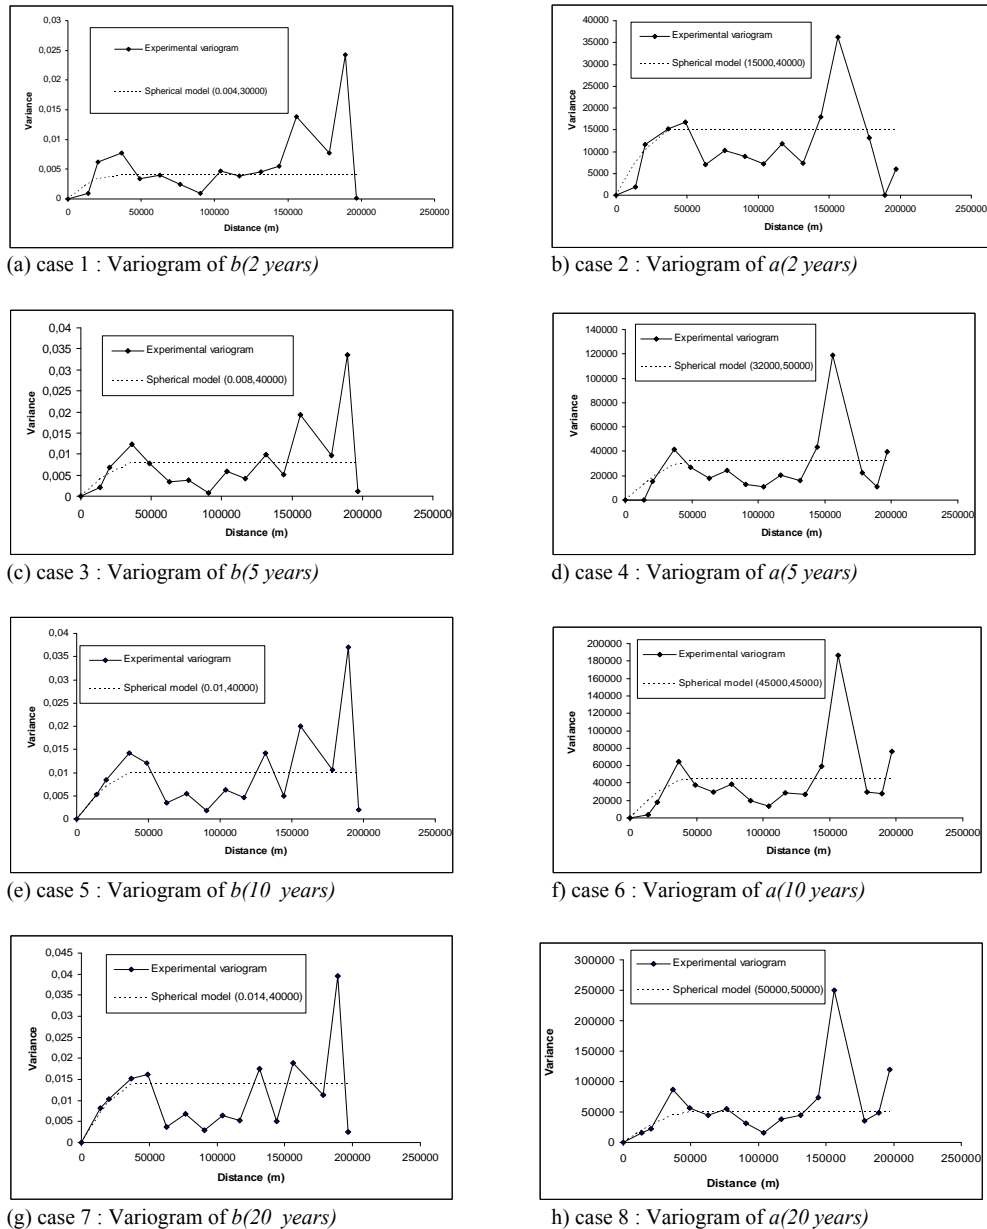 0,03
0,025
0,02
0,015
0,01
0,005
0
Variance
Experimental variogram
Spherical model (0.004,30000)
0 50000 100000 150000 200000 250000
Distance (m)
(a) case 1 : Variogram of b(2 years)
40000
35000
30000
25000
20000
15000
10000
5000
0
Variance
Experimental variogram
Spherical model (15000,40000)
0 50000 100000 150000 200000 250000
Distance (m)
b) case 2 : Variogram of a(2 years)
0,04
0,035
0,03
0,025
0,02
0,015
0,01
0,005
0
Variance
Experimental variogram
Spherical model (0.008,40000)
0 50000 100000 150000 200000 250000
Distance (m)
(c) case 3 : Variogram of b(5 years)
140000
120000
100000
80000
60000
40000
20000
0
Variance
Experimental variogram
Spherical model (32000,50000)
0 50000 100000 150000 200000 250000
Distance (m)
d) case 4 : Variogram of a(5 years)
0,04
0,035
0,03
0,025
0,02
0,015
0,01
0,005
0
Variance
Experimental variogram
Spherical model (0.01,40000)
0 50000 100000 150000 200000 250000
Distance (m)
(e) case 5 : Variogram of b(10 years)
200000
180000
160000
140000
120000
100000
80000
60000
40000
20000
0
Variance
Experimental variogram
Spherical model (45000,45000)
0 50000 100000 150000 200000 250000
Distance (m)
f) case 6 : Variogram of a(10 years)
0,045
0,04
0,035
0,03
0,025
0,02
0,015
0,01
0,005
0
Variance
Experimental variogram
Spherical model (0.014,40000)
0 50000 100000 150000 200000 250000
Distance (m)
(g) case 7 : Variogram of b(20 years)
300000
250000
200000
150000
100000
50000
0
Variance
Experimental variogram
Spherical model (50000,50000)
0 50000 100000 150000 200000 250000
Distance (m)
h) case 8 : Variogram of a(20 years)